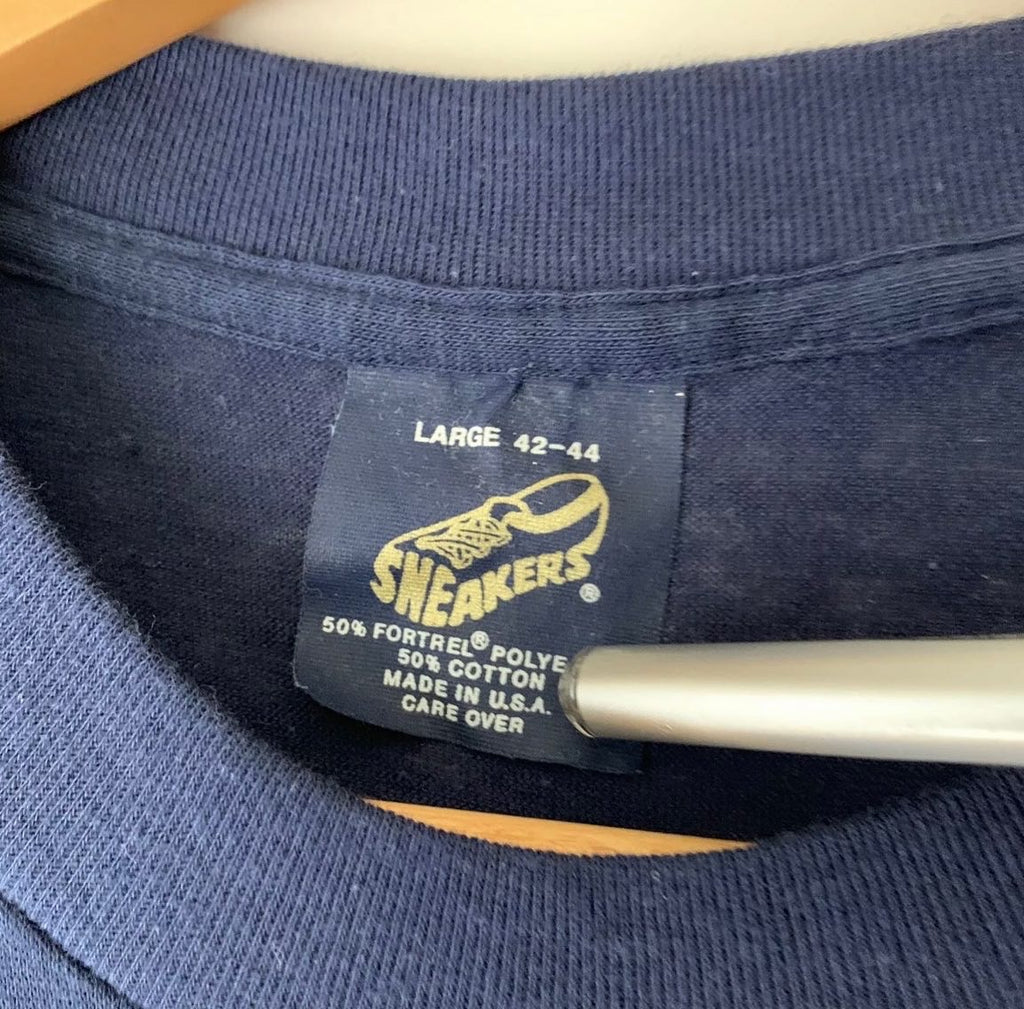 LARGE 42-44
SNEAKERS®
50% FORTREL® POLYE
50% COTTON
MADE IN U.S.A.
CARE OVER